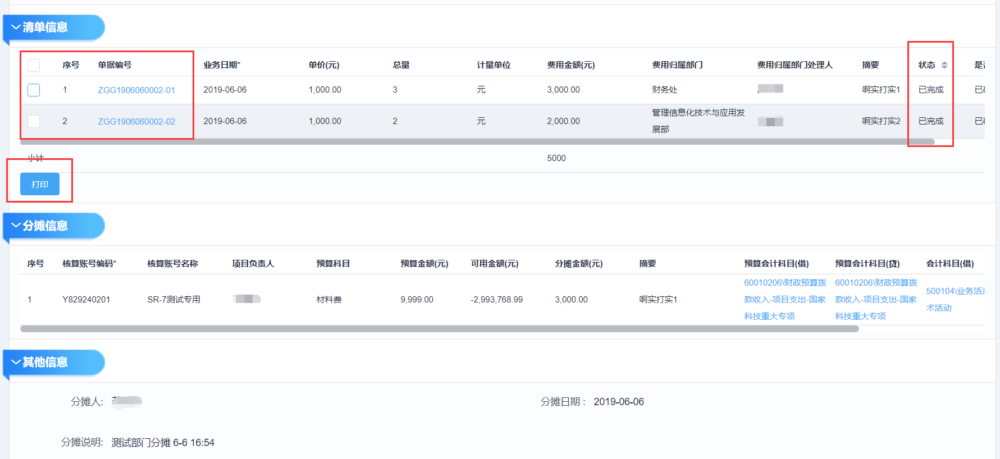 清单信息
序号 单据编号 业务日期* 单价(元) 总量 计量单位 费用金额(元) 费用归属部门 费用归属部门处理人 摘要 状态
1 ZGG1906060002-01 2019-06-06 1,000.00 3 元 3,000.00 财务处 啊实打实1 已完成
2 ZGG1906060002-02 2019-06-06 1,000.00 2 元 2,000.00 管理信息化技术与应用发 啊实打实2 已完成
展部
小计 5000
打印
分摊信息
序号 核算账号编码* 核算账号名称 项目负责人 预算科目 预算金额(元) 可用金额(元) 分摊金额(元) 摘要 预算会计科目(借) 预算会计科目(贷) 会计科目(借)
60010206\财政预算拨 60010206\财政预算拨
1 Y829240201 SR-7测试专用 材料费 9,999.00 -2,993,768.99 3,000.00 啊实打实1 款收入-项目支出-国家 款收入-项目支出-国家 500104\业务活
科技重大专项 科技重大专项 术活动
其他信息
分摊人: 分摊日期: 2019-06-06
分摊说明: 测试部门分摊 6-6 16:54